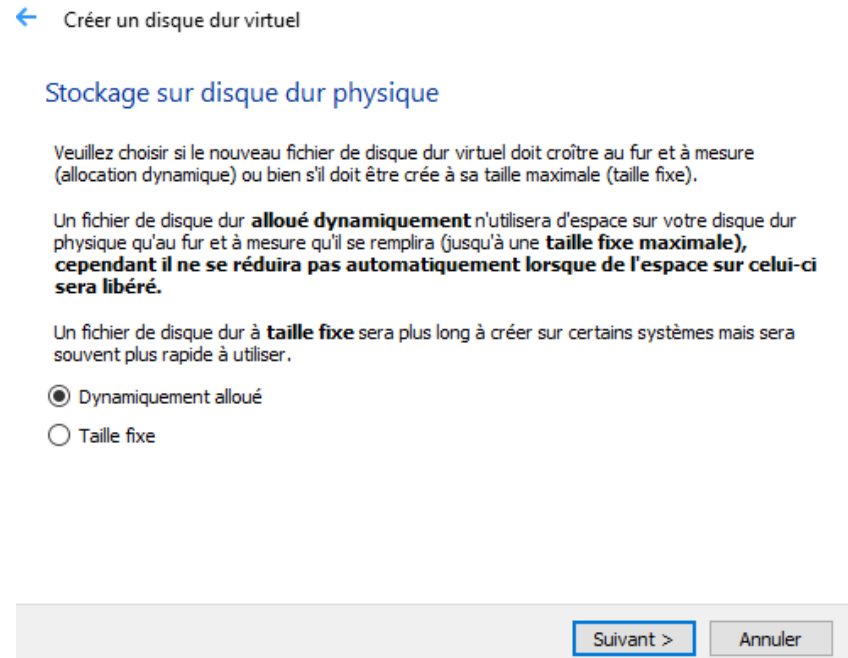 Créer un disque dur virtuel
Stockage sur disque dur physique
Veuillez choisir si le nouveau fichier de disque dur virtuel doit croître au fur et à mesure
(allocation dynamique) ou bien s'il doit être crée à sa taille maximale (taille fixe).
Un fichier de disque dur alloué dynamiquement n'utilisera d'espace sur votre disque dur
physique qu'au fur et à mesure qu'il se remplira (jusqu'à une taille fixe maximale),
cependant il ne se réduira pas automatiquement lorsque de l'espace sur celui-ci
sera libéré.
Un fichier de disque dur à taille fixe sera plus long à créer sur certains systèmes mais sera
souvent plus rapide à utiliser.
Dynamiquement alloué
Taille fixe
Suivant > Annuler